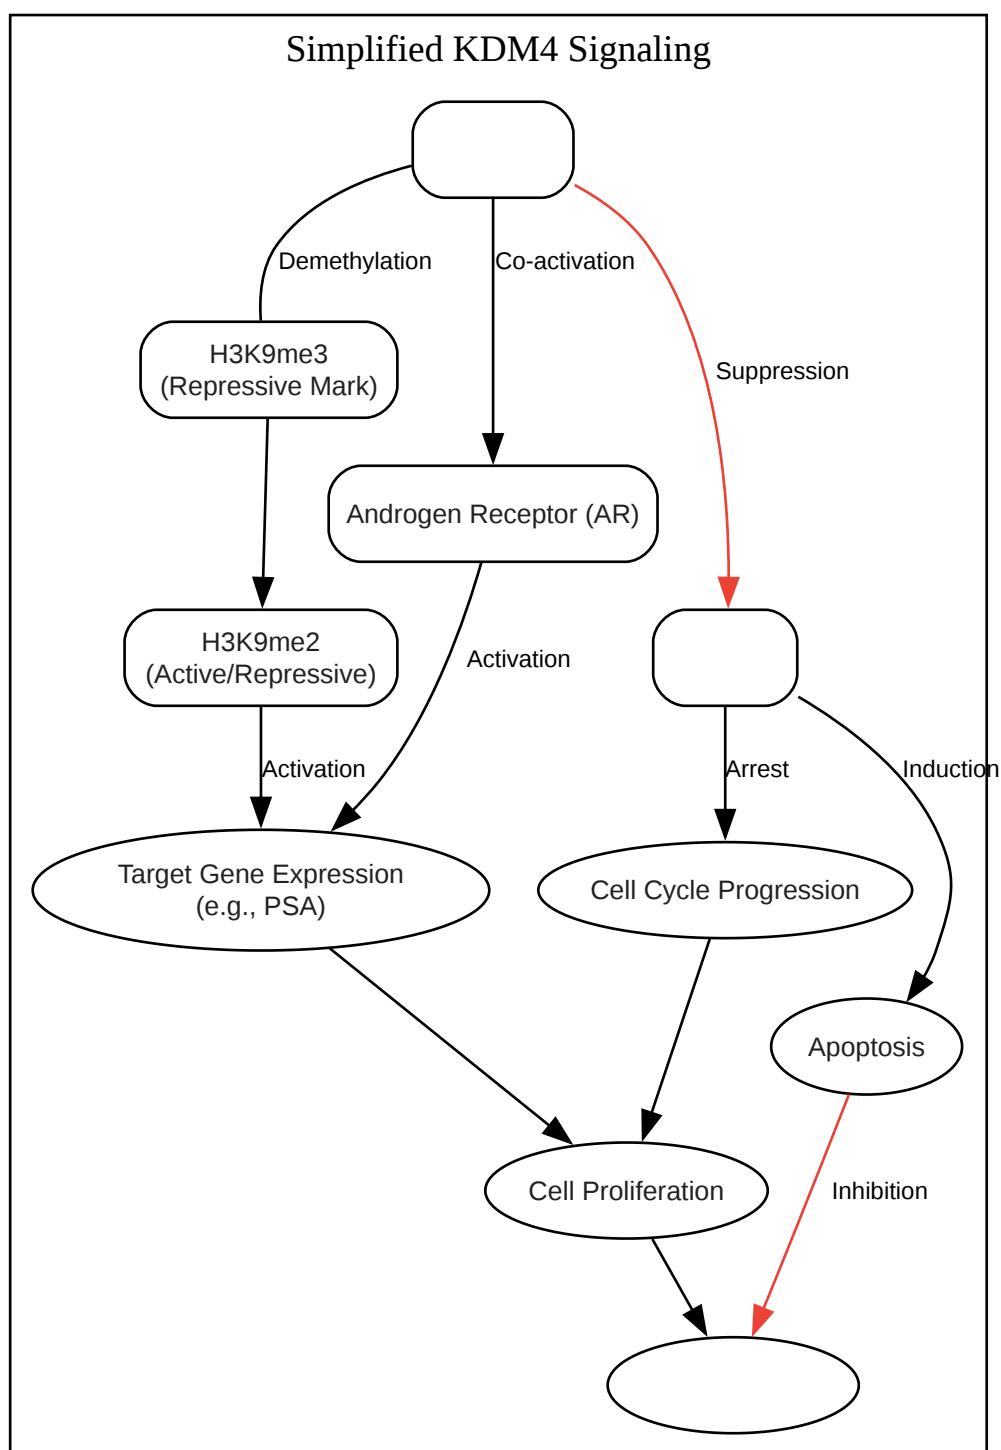 Simplified KDM4 Signaling
Demethylation
Co-activation
Suppression
H3K9me3
(Repressive Mark)
Androgen Receptor (AR)
H3K9me2
(Active/Repressive)
Activation
Activation
Arrest
Induction
Target Gene Expression
(e.g., PSA)
Cell Cycle Progression
Apoptosis
Cell Proliferation
Inhibition